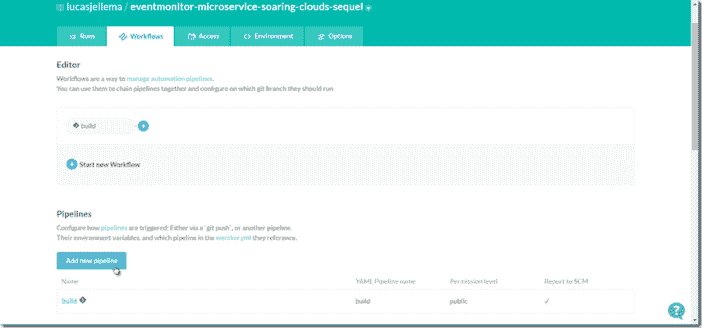 lucasjellema / eventmonitor-microservice-soaring-clouds-sequel
Runs Workflows Access Environment Options
Editor
Workflows are a way to manage automation pipelines.
You can use them to chain pipelines together and configure on which git branch they should run
build
Start new Workflow
Pipelines
Configure how pipelines are triggered: Either via a `git push`, or another pipeline.
Their environment variables, and which pipeline in the wercker.yml they reference.
Add new pipeline
Name YAML Pipeline name Permission level Report to SCM
build build public ✓